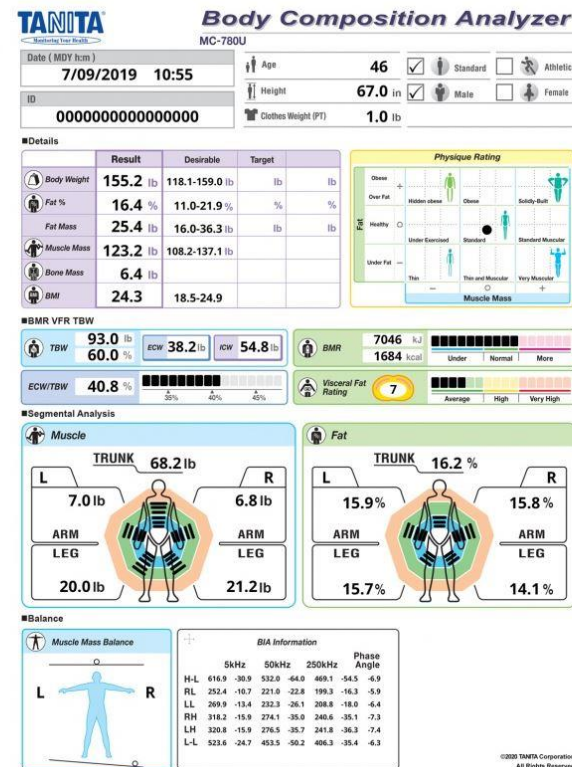 TANITA
Monitoring Your Health
Body Composition Analyzer
MC-780U
Date ( MDY h:m )
7/09/2019 10:55
ID
0000000000000000
Age 46 Standard Athletic
Height 67.0 in Male Female
Clothes Weight (PT) 1.0 lb
■Details
Result Desirable Target
Body Weight 155.2 lb 118.1-159.0 lb lb lb
Fat % 16.4 % 11.0-21.9 % % %
Fat Mass 25.4 lb 16.0-36.3 lb lb lb
Muscle Mass 123.2 lb 108.2-137.1 lb
Bone Mass 6.4 lb
BMI 24.3 18.5-24.9
Physique Rating
Fat
Obese
Over Fat +
Healthy O
Under Fat −
Hidden obese Obese Solidly-Built
Under Exercised Standard Standard Muscular
Thin Thin and Muscular Very Muscular
− O +
Muscle Mass
■BMR VFR TBW
TBW 93.0 lb 60.0 % ECW 38.2 lb ICW 54.8 lb
ECW/TBW 40.8 % 35% 40% 45%
BMR 7046 kJ 1684 kcal Under Normal More
Visceral Fat Rating 7 Average High Very High
■Segmental Analysis
Muscle
TRUNK 68.2 lb
L R
7.0 lb 6.8 lb
ARM ARM
LEG LEG
20.0 lb 21.2 lb
Fat
TRUNK 16.2 %
L R
15.9 % 15.8 %
ARM ARM
LEG LEG
15.7 % 14.1 %
■Balance
Muscle Mass Balance
L R
BIA Information
5kHz 50kHz 250kHz Phase Angle
H-L 616.9 -30.9 532.0 -64.0 469.1 -54.5 -6.9
RL 252.4 -10.7 221.0 -22.8 199.3 -16.3 -5.9
LL 269.9 -13.4 232.3 -26.1 208.8 -18.0 -6.4
RH 318.2 -15.9 274.1 -35.0 240.6 -35.1 -7.3
LH 320.8 -15.9 276.5 -35.7 241.8 -36.3 -7.4
L-L 523.6 -24.7 453.5 -50.2 406.3 -35.4 -6.3
©2020 TANITA Corporation
All Rights Reserved